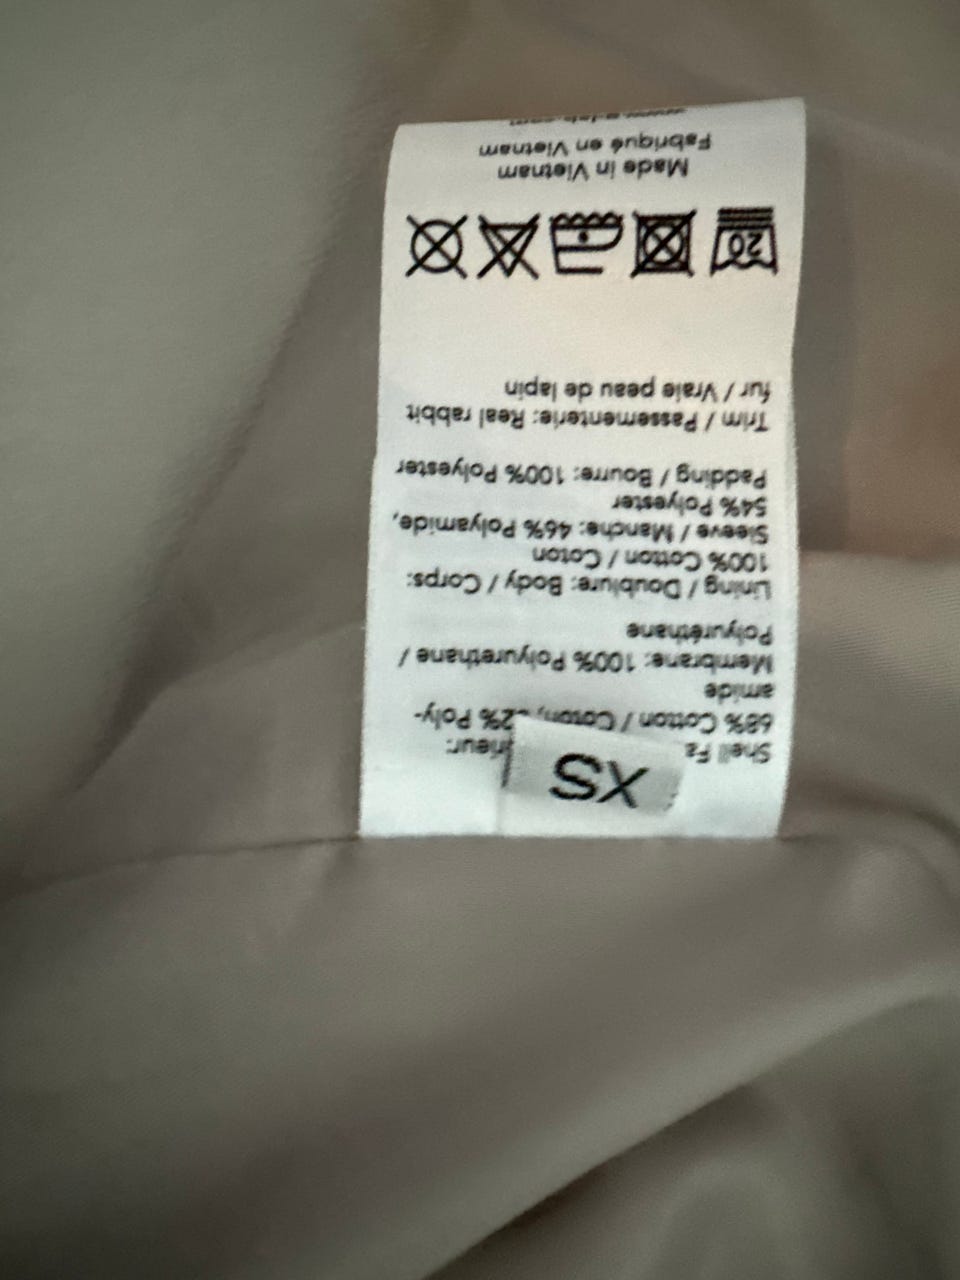 XS
Shell
68% Cotton / Coton, 32% Poly-
amide
Membrane: 100% Polyurethane /
Polyuréthane
Lining / Doublure: Body / Corps:
100% Cotton / Coton
Sleeve / Manche: 46% Polyamide,
54% Polyester
Padding / Bourre: 100% Polyester
Trim / Passementerie: Real rabbit
fur / Vraie peau de lapin
20
Made in Vietnam
Fabriqué en Vietnam